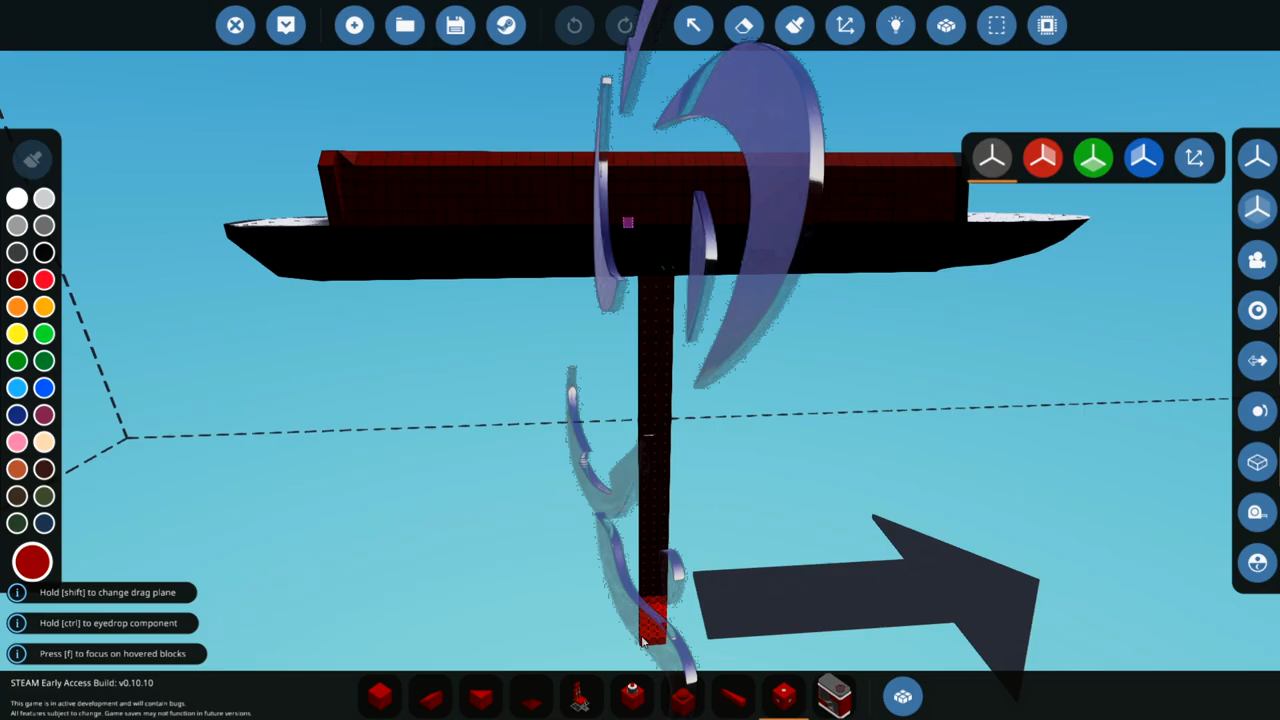 Hold [shift] to change drag plane
Hold [ctrl] to eyedrop component
Press [f] to focus on hovered blocks
STEAM Early Access Build: v0.10.10
This game is in active development and will contain bugs.
All features subject to change. Game saves may not function in future versions